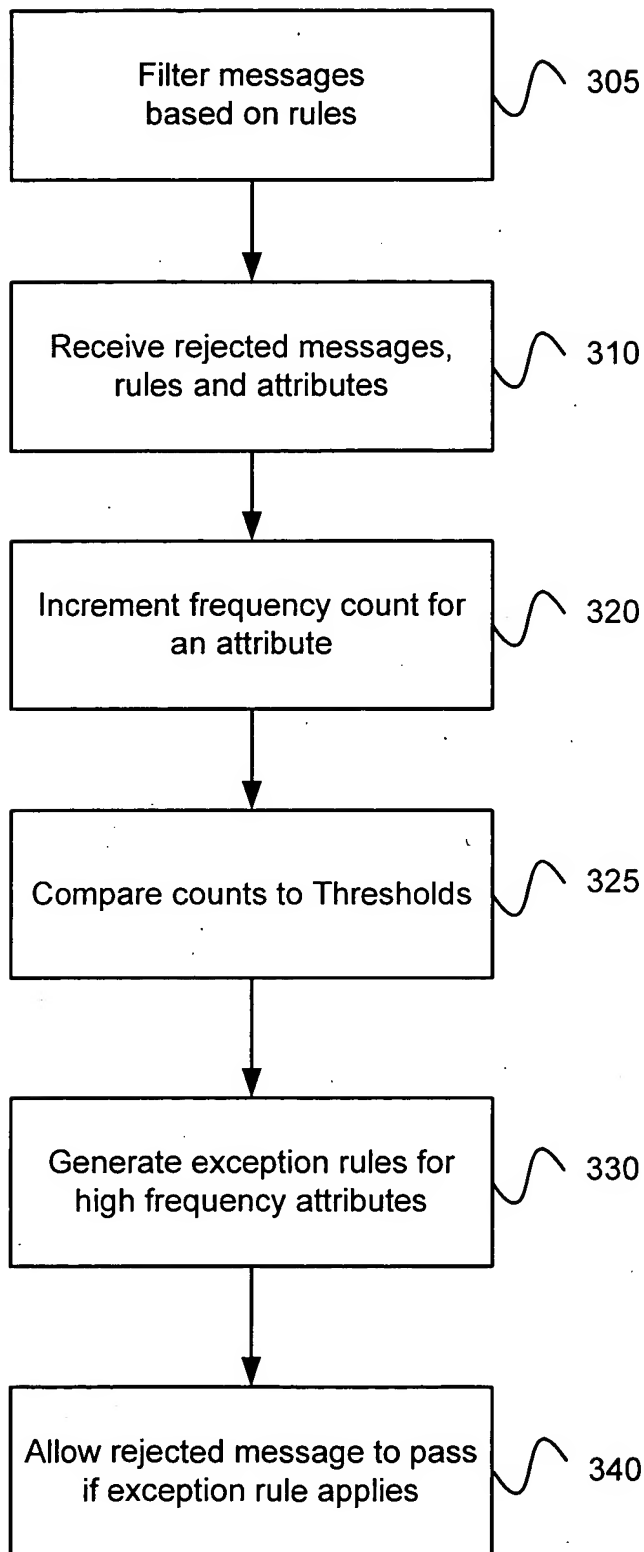 Filter messages
based on rules
305
Receive rejected messages,
rules and attributes
310
Increment frequency count for
an attribute
320
Compare counts to Thresholds
325
Generate exception rules for
high frequency attributes
330
Allow rejected message to pass
if exception rule applies
340